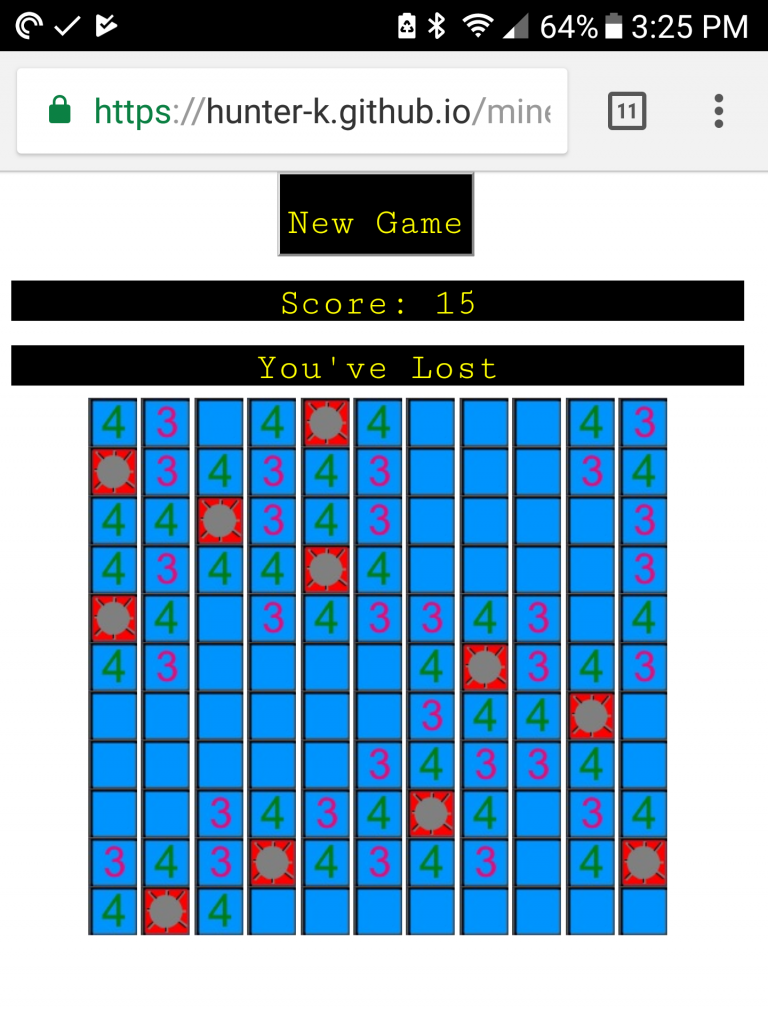 64% 3:25 PM
https://hunter-k.github.io/mine 11
New Game
Score: 15
You've Lost
4 3 4 4 4 3
3 4 3 4 3 3 4
4 4 3 4 3 3
4 3 4 4 4 3
4 3 4 3 3 4 3 4
4 3 4 3 4 3
3 4 4
3 4 3 3 4
3 4 3 4 4 3 4
3 4 3 4 3 4 3 4
4 4